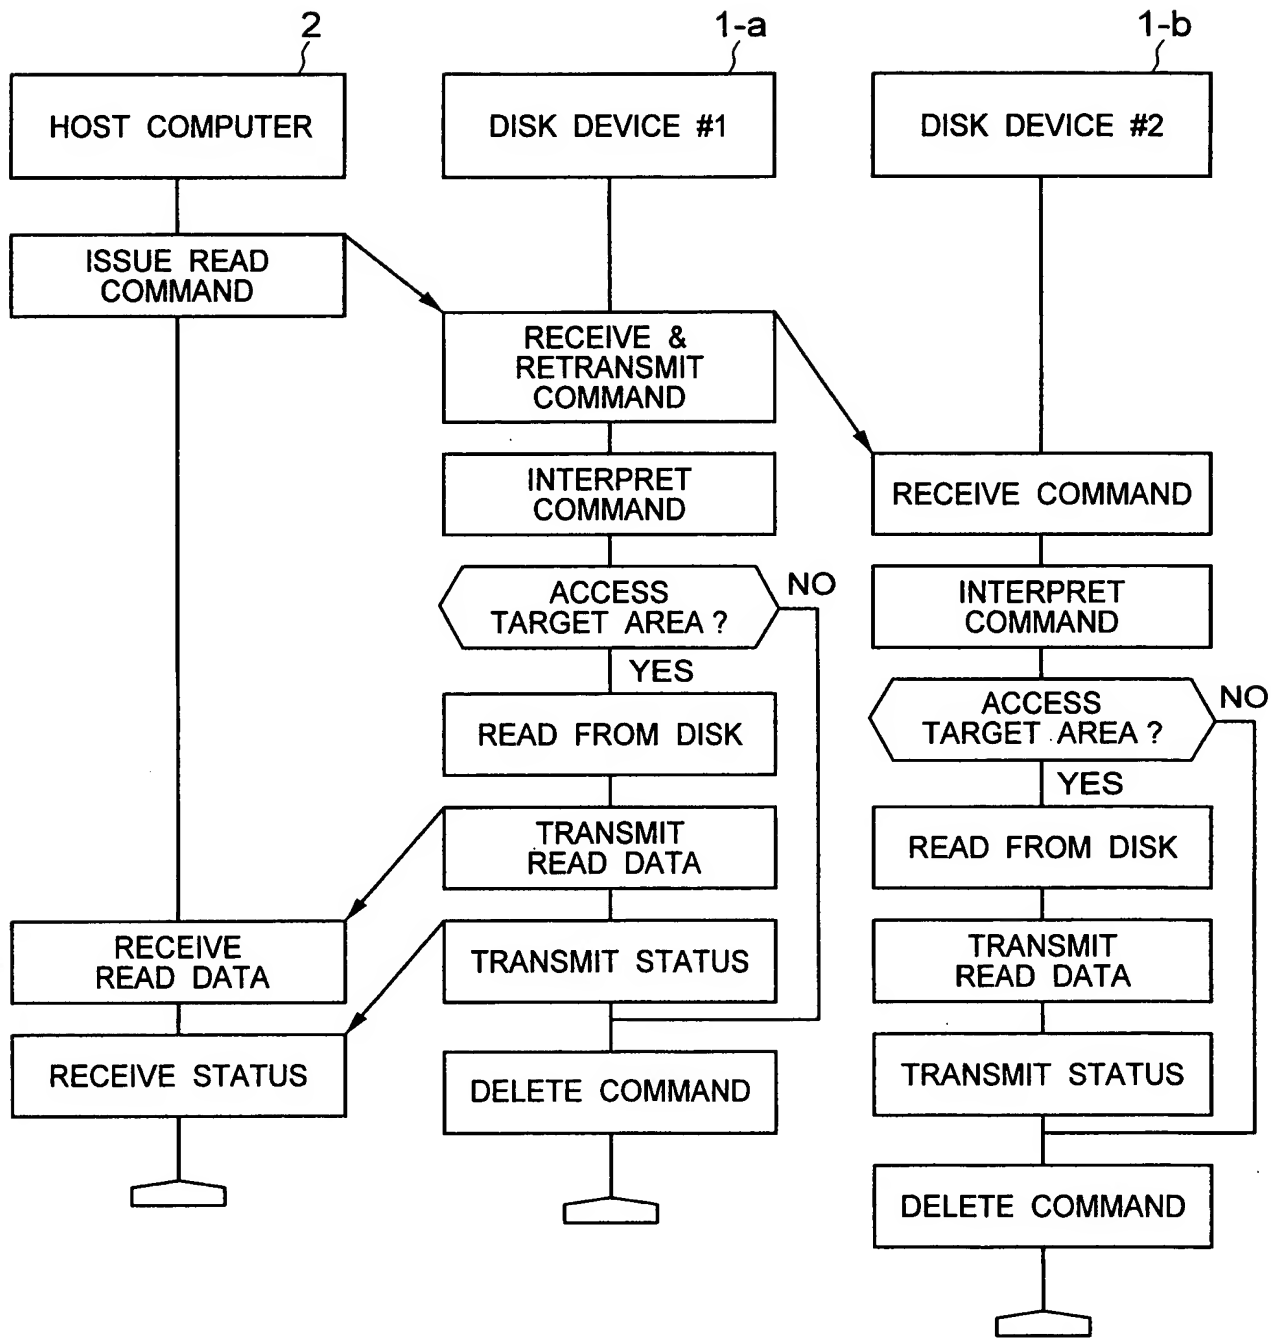 2
1-a
1-b
HOST COMPUTER
DISK DEVICE #1
DISK DEVICE #2
ISSUE READ
COMMAND
RECEIVE &
RETRANSMIT
COMMAND
INTERPRET
COMMAND
RECEIVE COMMAND
ACCESS
TARGET AREA ?
NO
YES
INTERPRET
COMMAND
READ FROM DISK
ACCESS
TARGET AREA ?
NO
YES
TRANSMIT
READ DATA
READ FROM DISK
RECEIVE
READ DATA
TRANSMIT STATUS
TRANSMIT
READ DATA
RECEIVE STATUS
DELETE COMMAND
TRANSMIT STATUS
DELETE COMMAND